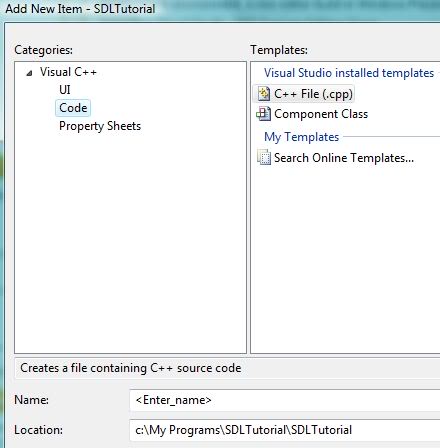 Add New Item - SDLTutorial
Categories:
Templates:
Visual C++
UI
Code
Property Sheets
Visual Studio installed templates
C++ File (.cpp)
Component Class
My Templates
Search Online Templates...
Creates a file containing C++ source code
Name:
<Enter_name>
Location:
c:\My Programs\SDLTutorial\SDLTutorial